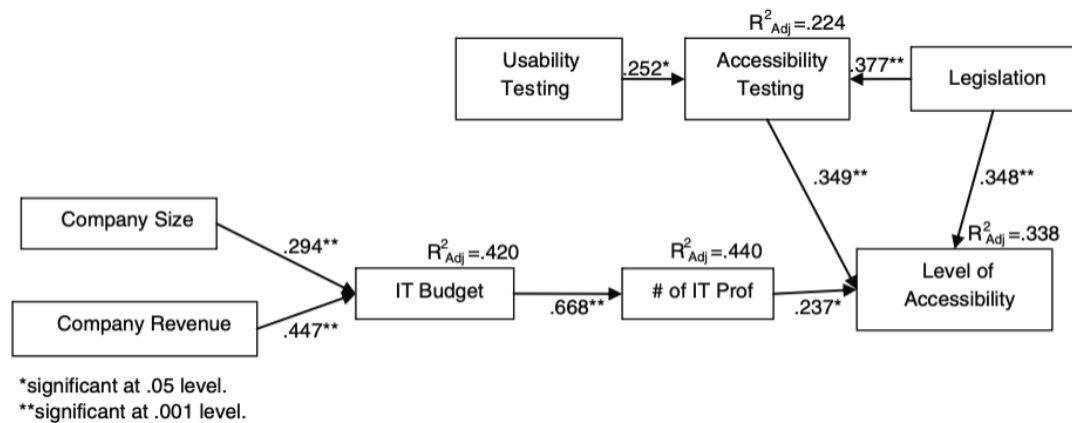 R²Adj=.224
Usability
Testing
.252*
Accessibility
Testing
.377**
Legislation
.349**
.348**
Company Size
.294**
R²Adj=.420
R²Adj=.440
R²Adj=.338
IT Budget
# of IT Prof
Level of
Accessibility
Company Revenue
.447**
.668**
.237*
*significant at .05 level.
**significant at .001 level.